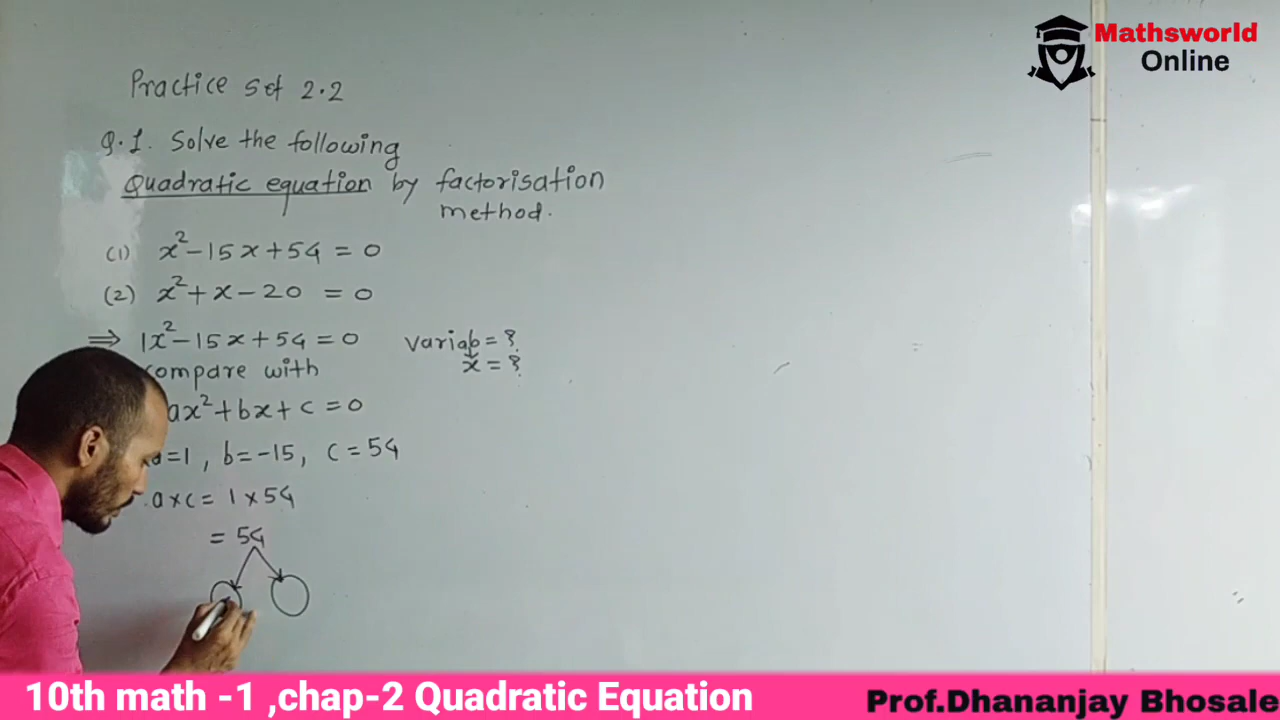 Mathsworld
Online
Practice Set 2.2
Q.1. Solve the following
Quadratic equation by factorisation
method.
(1) x²-15x+54 = 0
(2) x²+x-20 = 0
⇒ 1x²-15x+54 = 0 variab = ?
x = ?
compare with
ax²+bx+c = 0
a=1, b=-15, c=54
a×c = 1×54
= 54
10th math -1 ,chap-2 Quadratic Equation
Prof.Dhananjay Bhosale